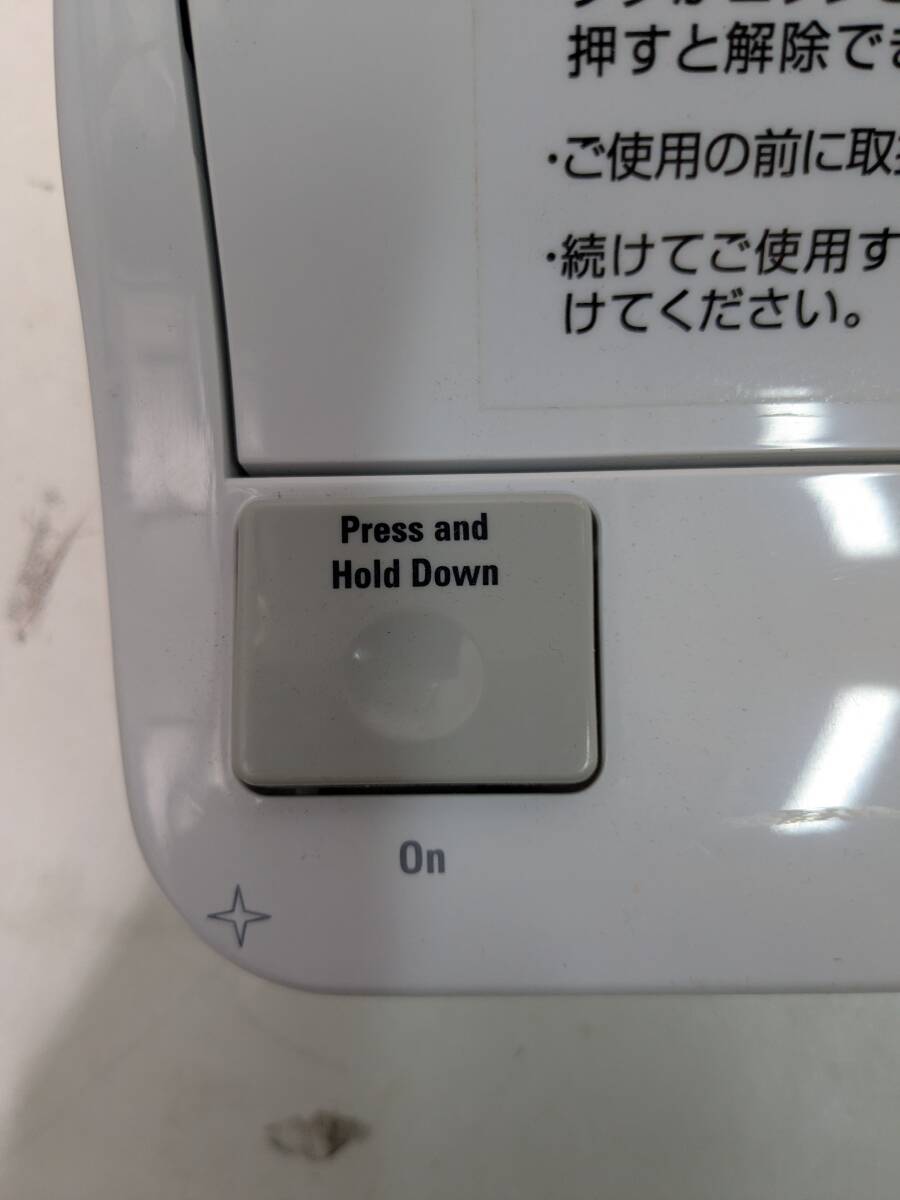 押すと解除でき
・ご使用の前に取扱
・続けてご使用す
けてください。
Press and
Hold Down
On